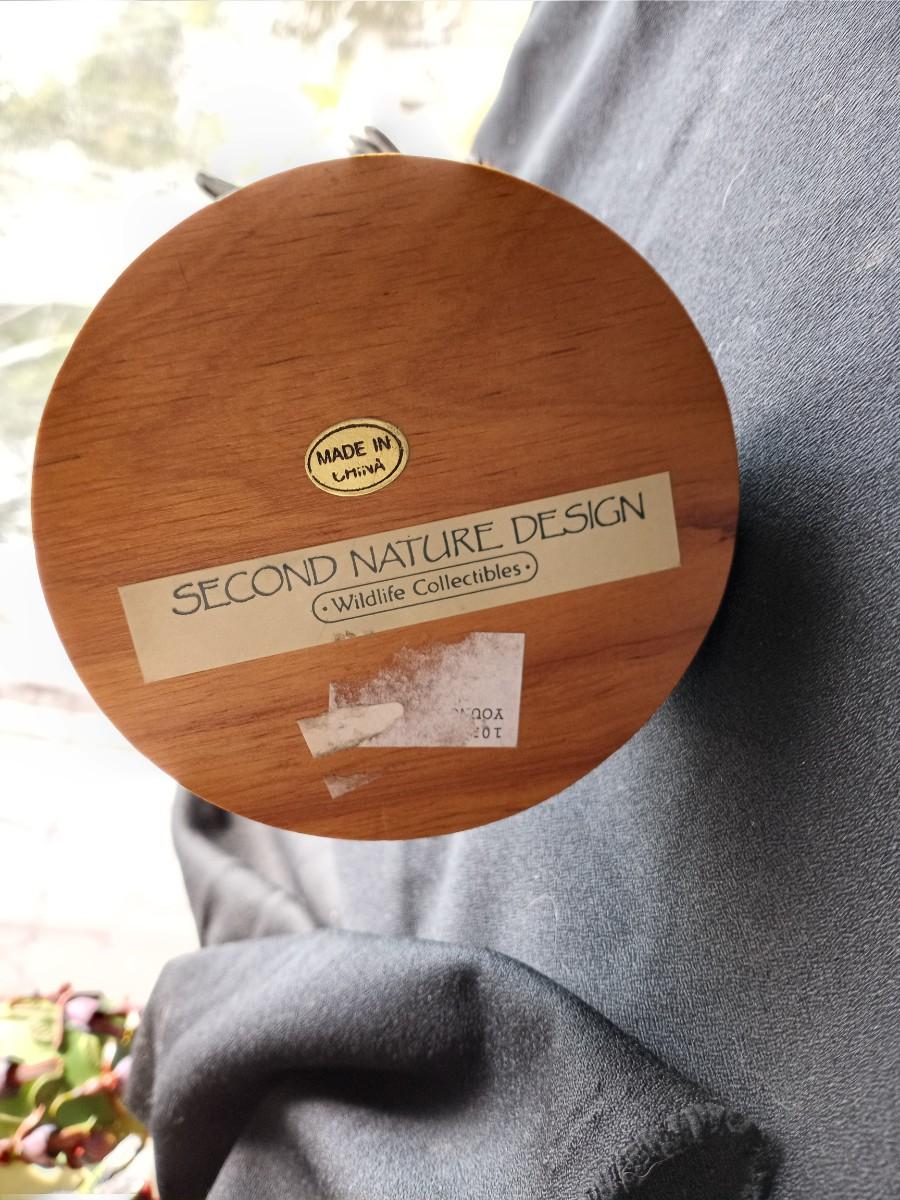 MADE IN
CHINA
SECOND NATURE DESIGN
• Wildlife Collectibles •